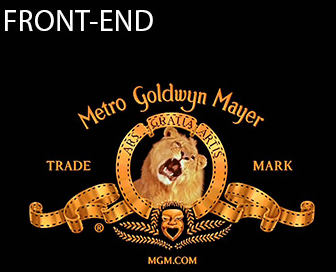 FRONT-END
Metro Goldwyn Mayer
ARS GRATIA ARTIS
TRADE MARK
®
MGM.COM